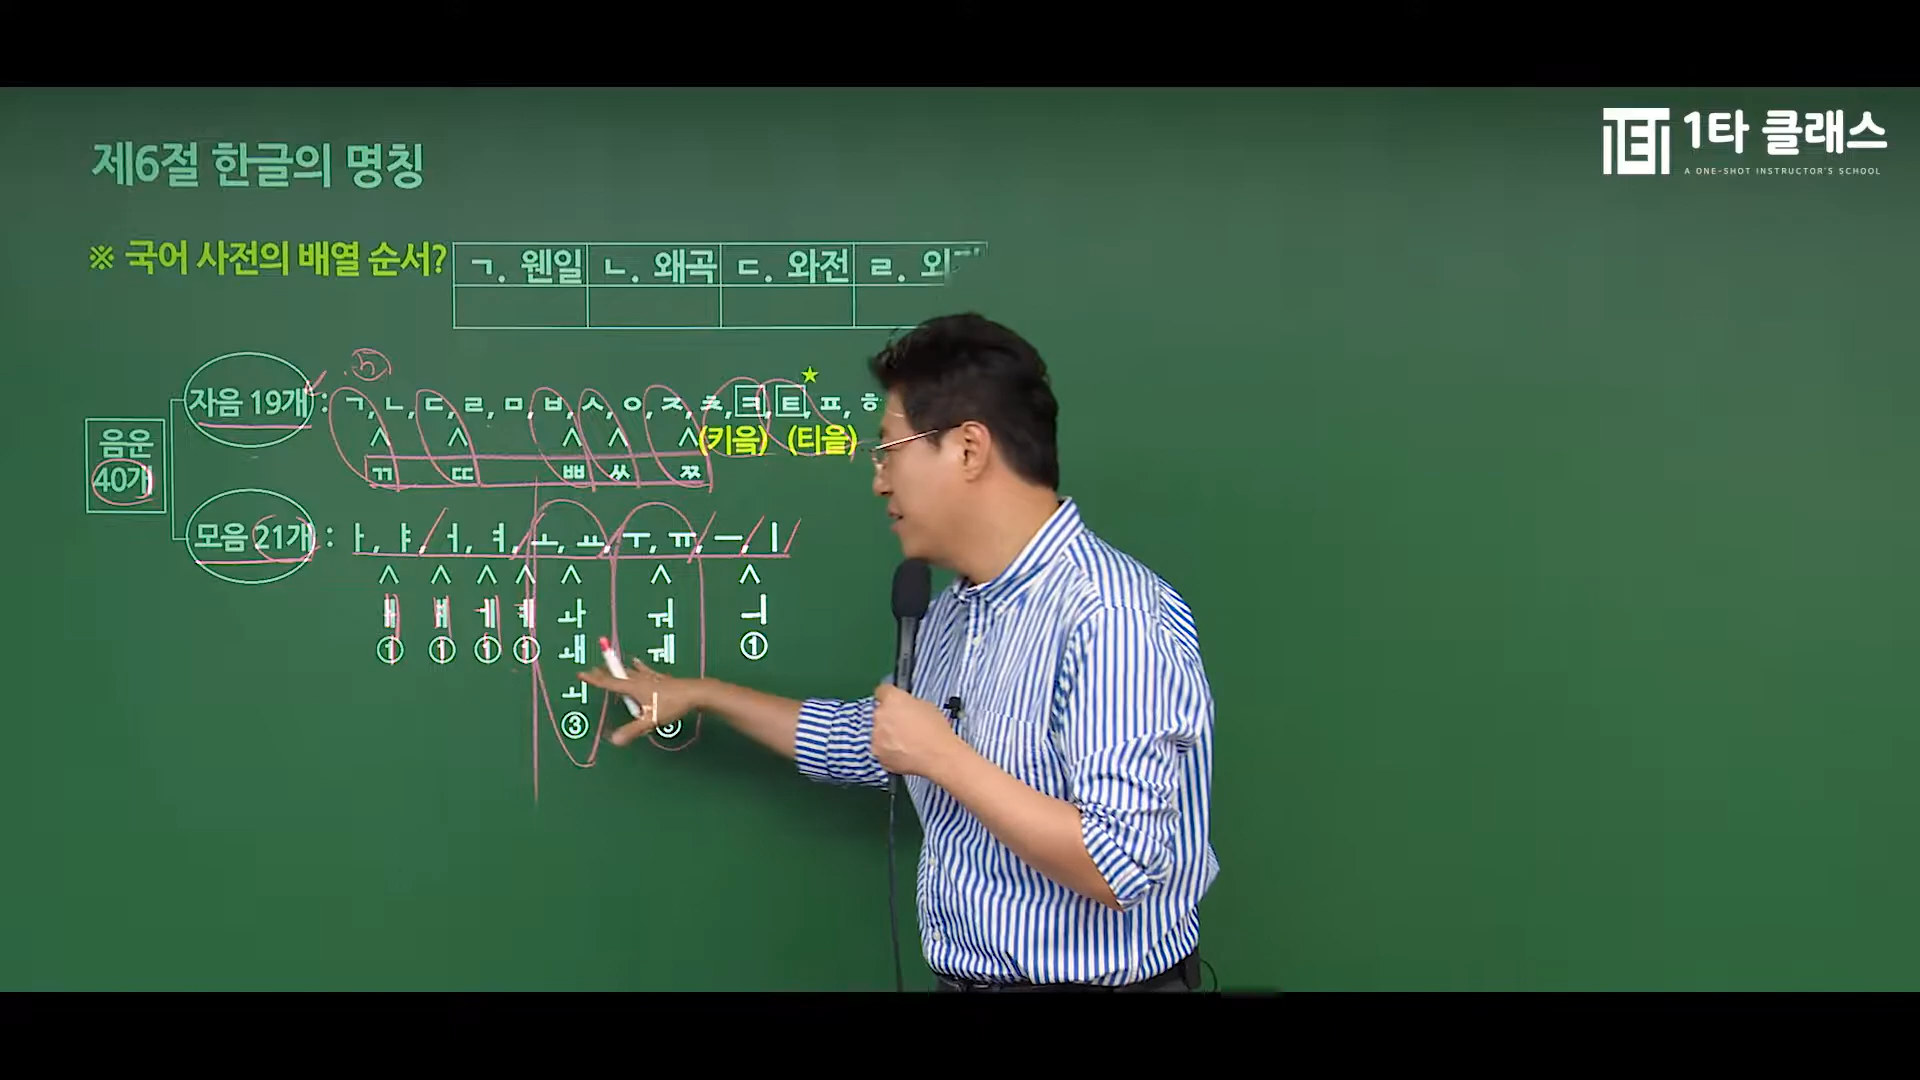 1타 클래스
A ONE-SHOT INSTRUCTOR'S SCHOOL
제6절 한글의 명칭
※ 국어 사전의 배열 순서?
ㄱ. 웬일 ㄴ. 왜곡 ㄷ. 와전 ㄹ.
⑤
음운
40개
자음 19개 : ㄱ, ㄴ, ㄷ, ㄹ, ㅁ, ㅂ, ㅅ, ㅇ, ㅈ, ㅊ, ㅋ, ㅌ, ㅍ, ㅎ
(키읔) (티읕)
ㄲ ㄸ ㅃ ㅆ ㅉ
모음 21개 : ㅏ, ㅑ, ㅓ, ㅕ, ㅗ, ㅛ, ㅜ, ㅠ, ㅡ, ㅣ
ㅐ ㅒ ㅔ ㅖ ㅘ ㅝ ㅢ
① ① ① ① ㅙ ㅞ ①
ㅚ
③ ③